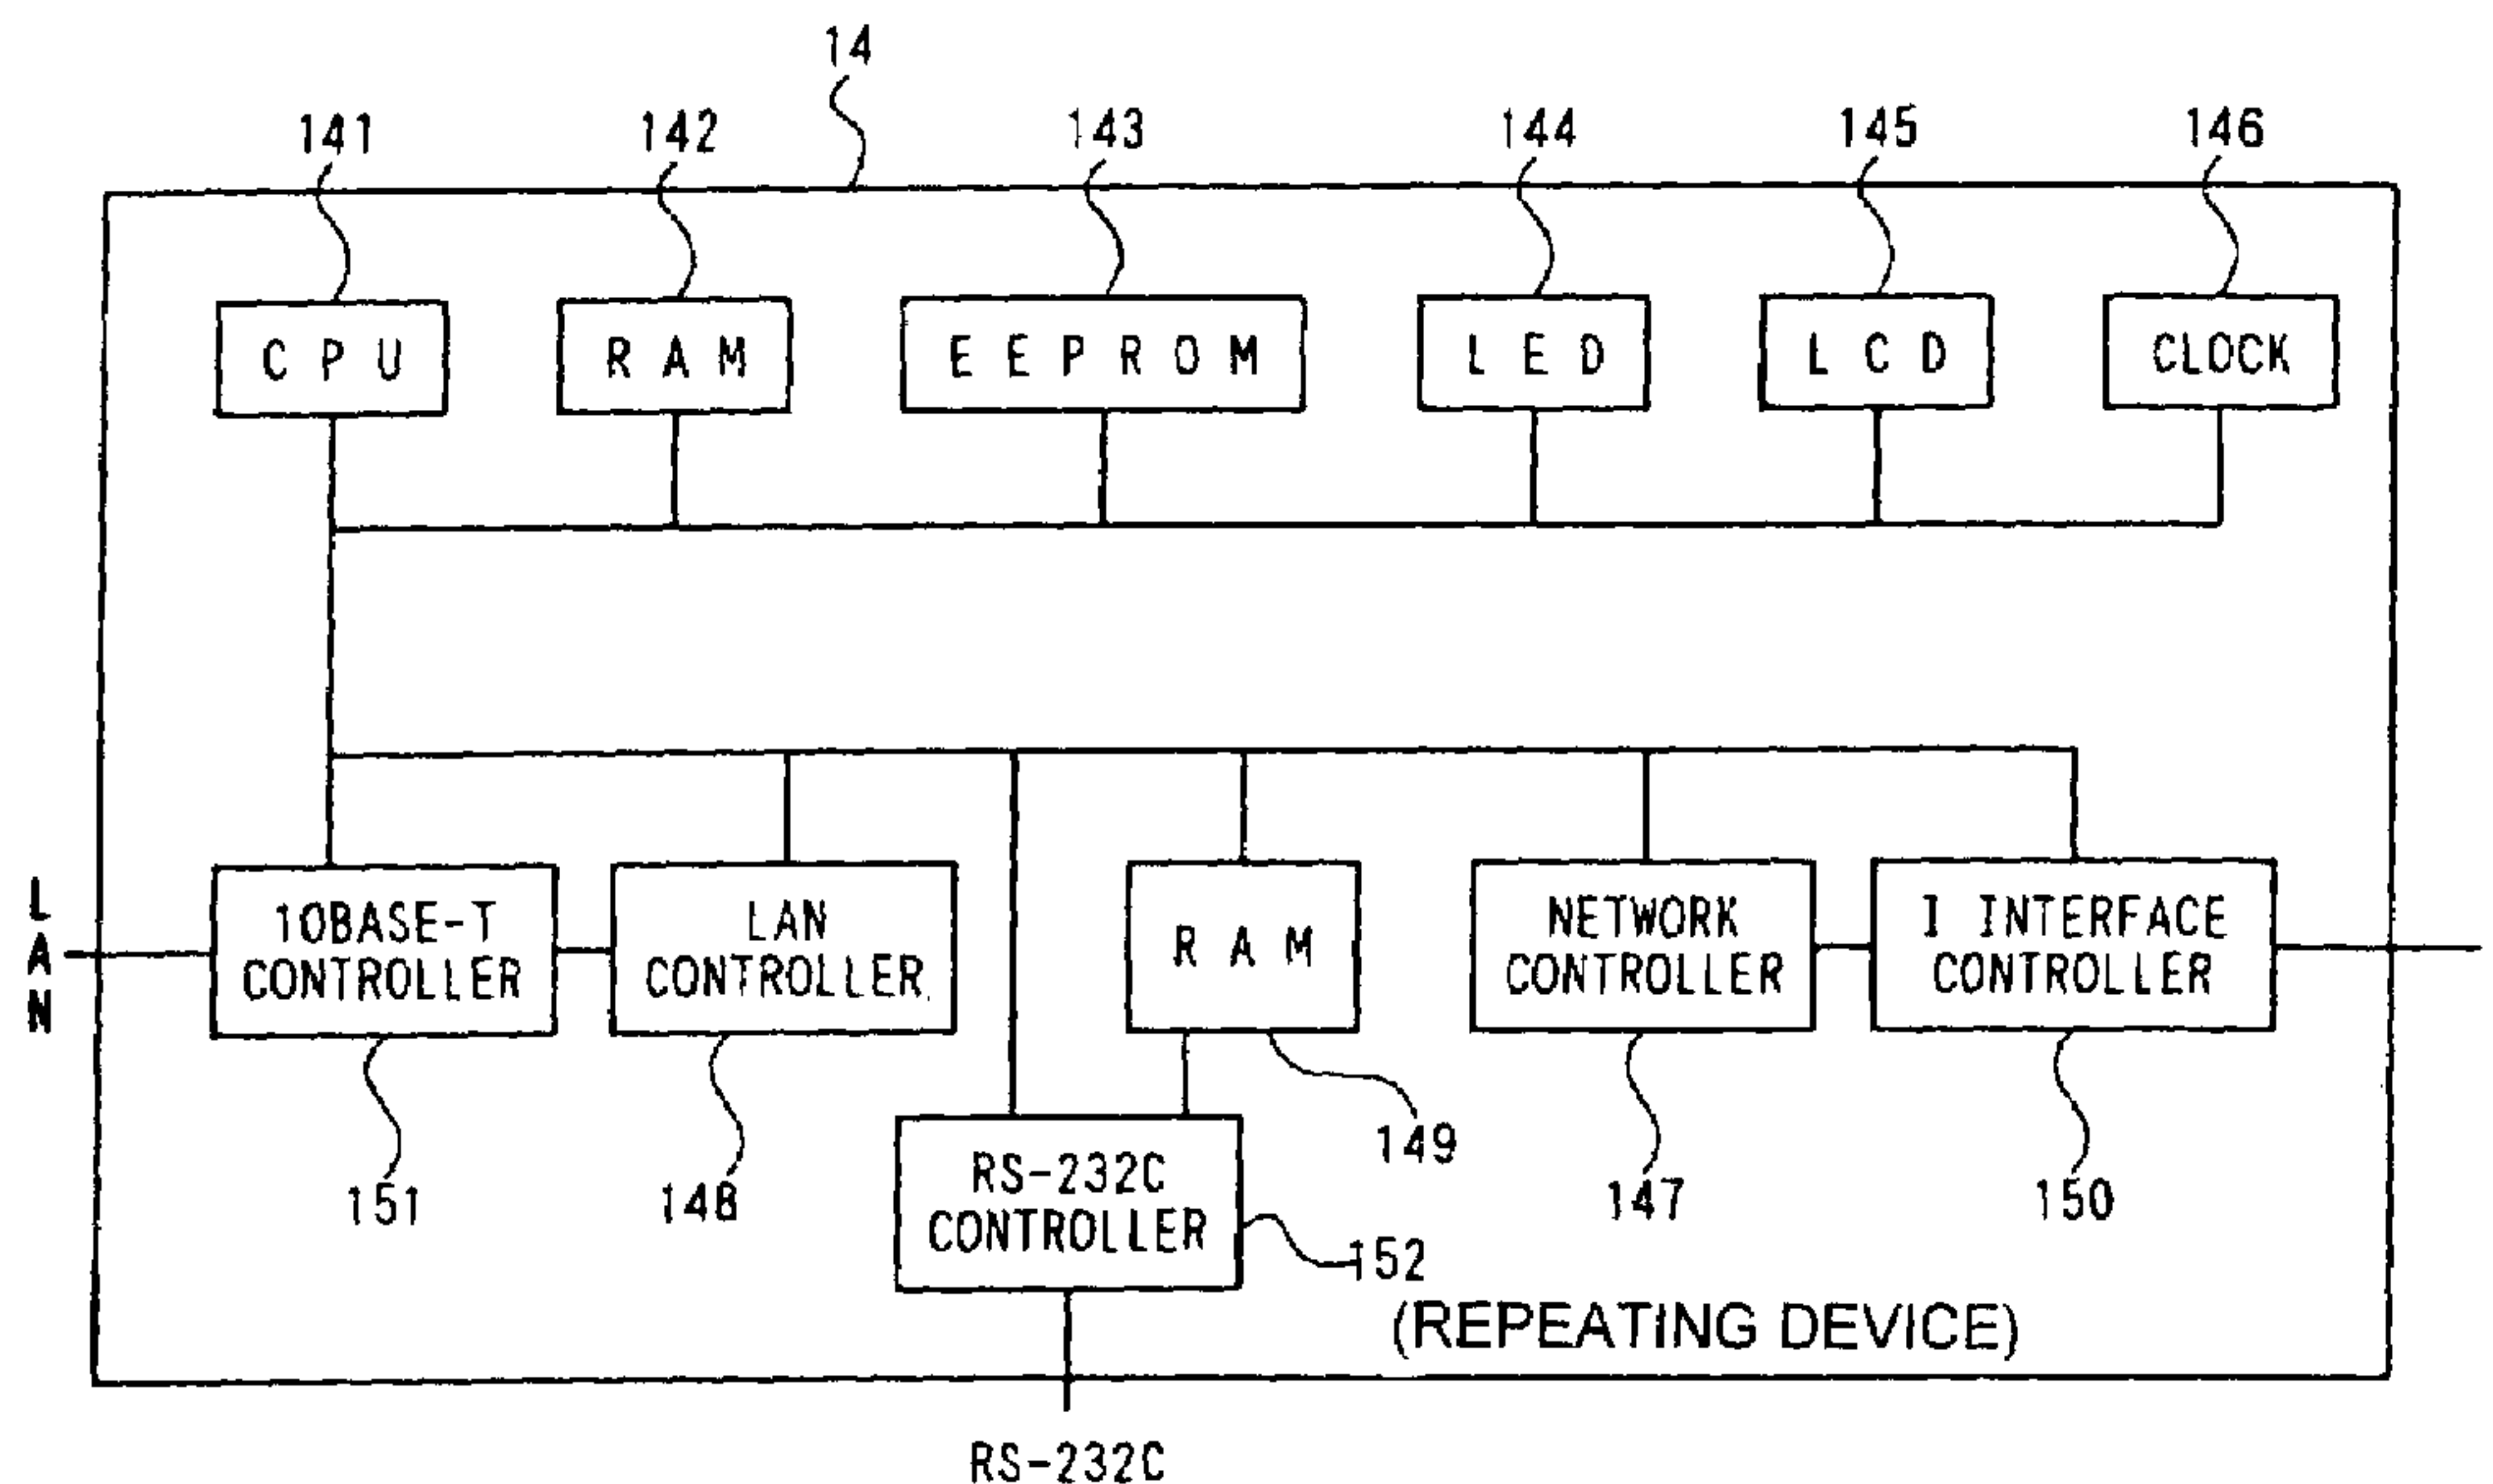 14
141
142
143
144
145
146
CPU
RAM
EEPROM
LED
LCD
CLOCK
LAN
10BASE-T
CONTROLLER
LAN
CONTROLLER
RAM
NETWORK
CONTROLLER
I INTERFACE
CONTROLLER
151
148
149
147
150
RS-232C
CONTROLLER
152
(REPEATING DEVICE)
RS-232C